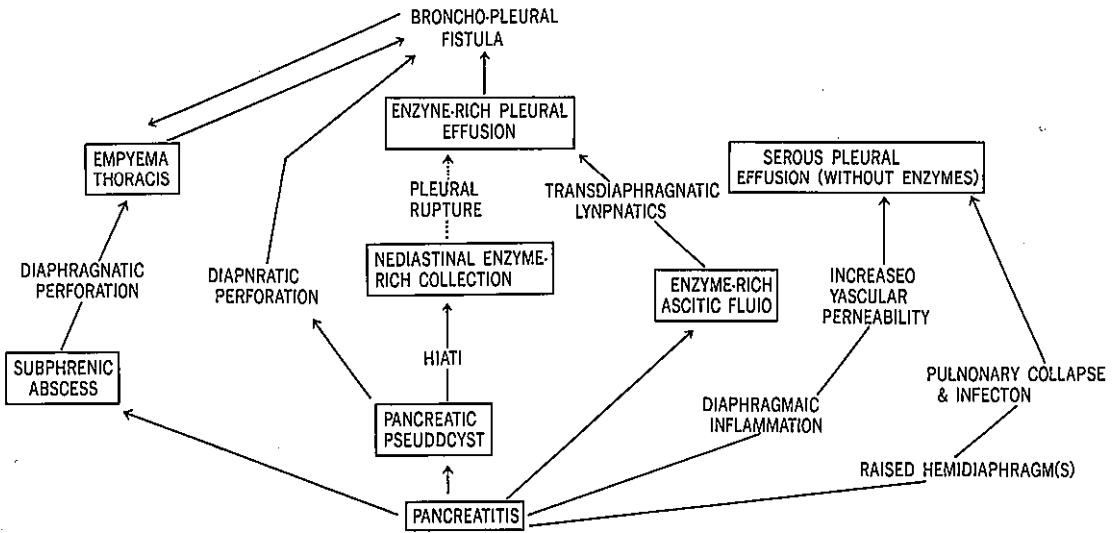 BRONCHO-PLEURAL
FISTULA
ENZYNE-RICH PLEURAL
EFFUSION
EMPYEMA
THORACIS
SEROUS PLEURAL
EFFUSION (WITHOUT ENZYMES)
PLEURAL
RUPTURE
TRANSDIAPHRAGNATIC
LYNPNATICS
DIAPHRAGNATIC
PERFORATION
DIAPNRATIC
PERFORATION
NEDIASTINAL ENZYME-
RICH COLLECTION
ENZYME-RICH
ASCITIC FLUIO
INCREASEO
YASCULAR
PERMEABILITY
SUBPHRENIC
ABSCESS
HIATI
PULNONARY COLLAPSE
& INFECTON
PANCREATIC
PSEUDDCYST
DIAPHRAGMAIC
INFLAMMATION
RAISED HEMIDIAPHRAGM(S)
PANCREATITIS